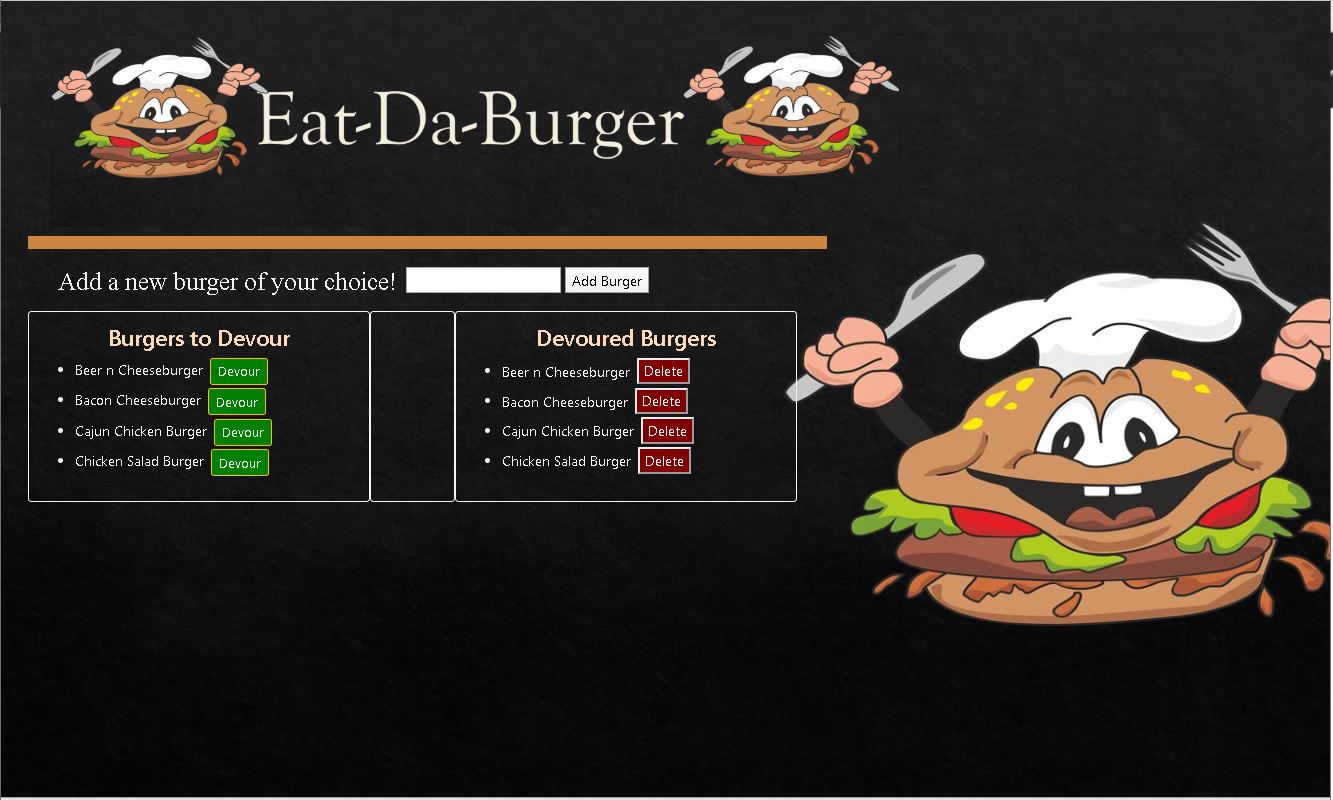 Eat-Da-Burger
Add a new burger of your choice! Add Burger
Burgers to Devour
Beer n Cheeseburger Devour
Bacon Cheeseburger Devour
Cajun Chicken Burger Devour
Chicken Salad Burger Devour
Devoured Burgers
Beer n Cheeseburger Delete
Bacon Cheeseburger Delete
Cajun Chicken Burger Delete
Chicken Salad Burger Delete